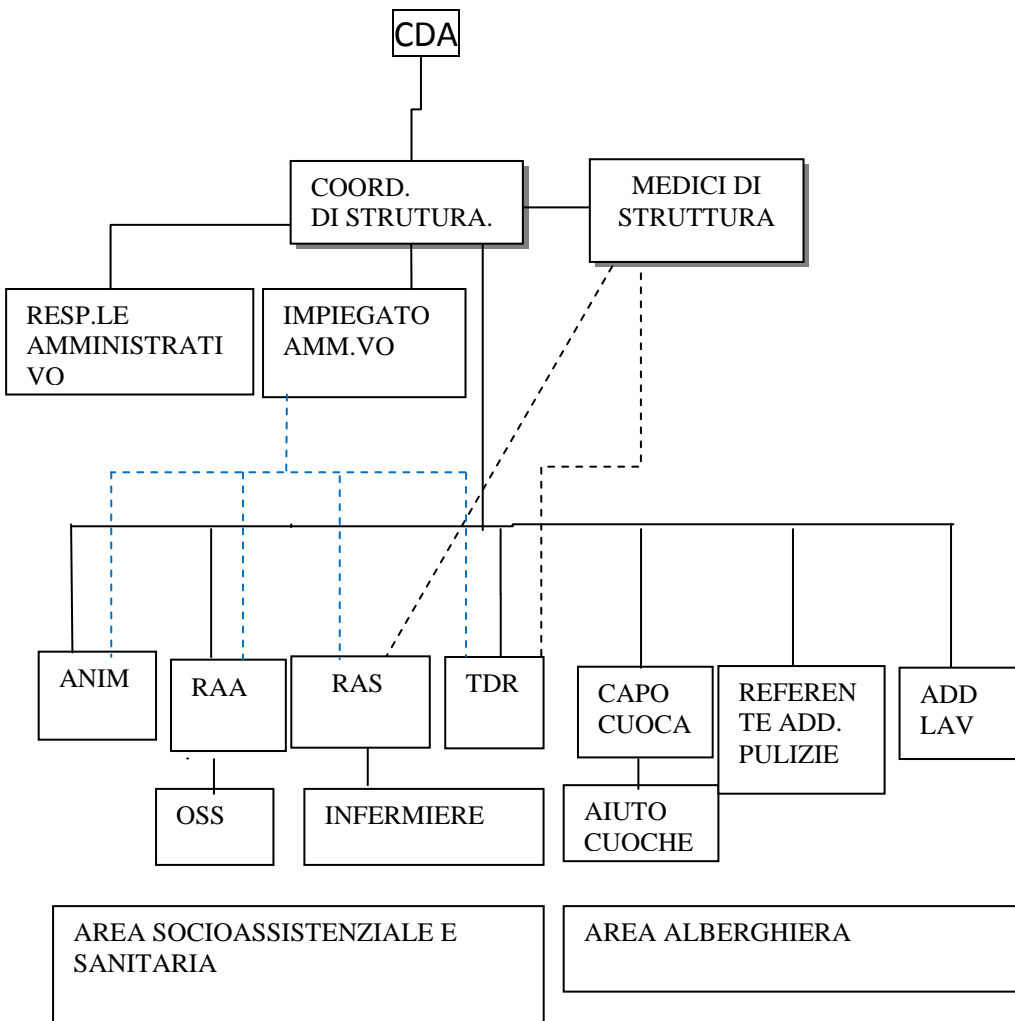 CDA
COORD.
DI STRUTURA.
MEDICI DI
STRUTTURA
RESP.LE
AMMINISTRATI
VO
IMPIEGATO
AMM.VO
ANIM
RAA
RAS
TDR
CAPO
CUOCA
REFEREN
TE ADD.
PULIZIE
ADD
LAV
OSS
INFERMIERE
AIUTO
CUOCHE
AREA SOCIOASSISTENZIALE E
SANITARIA
AREA ALBERGHIERA